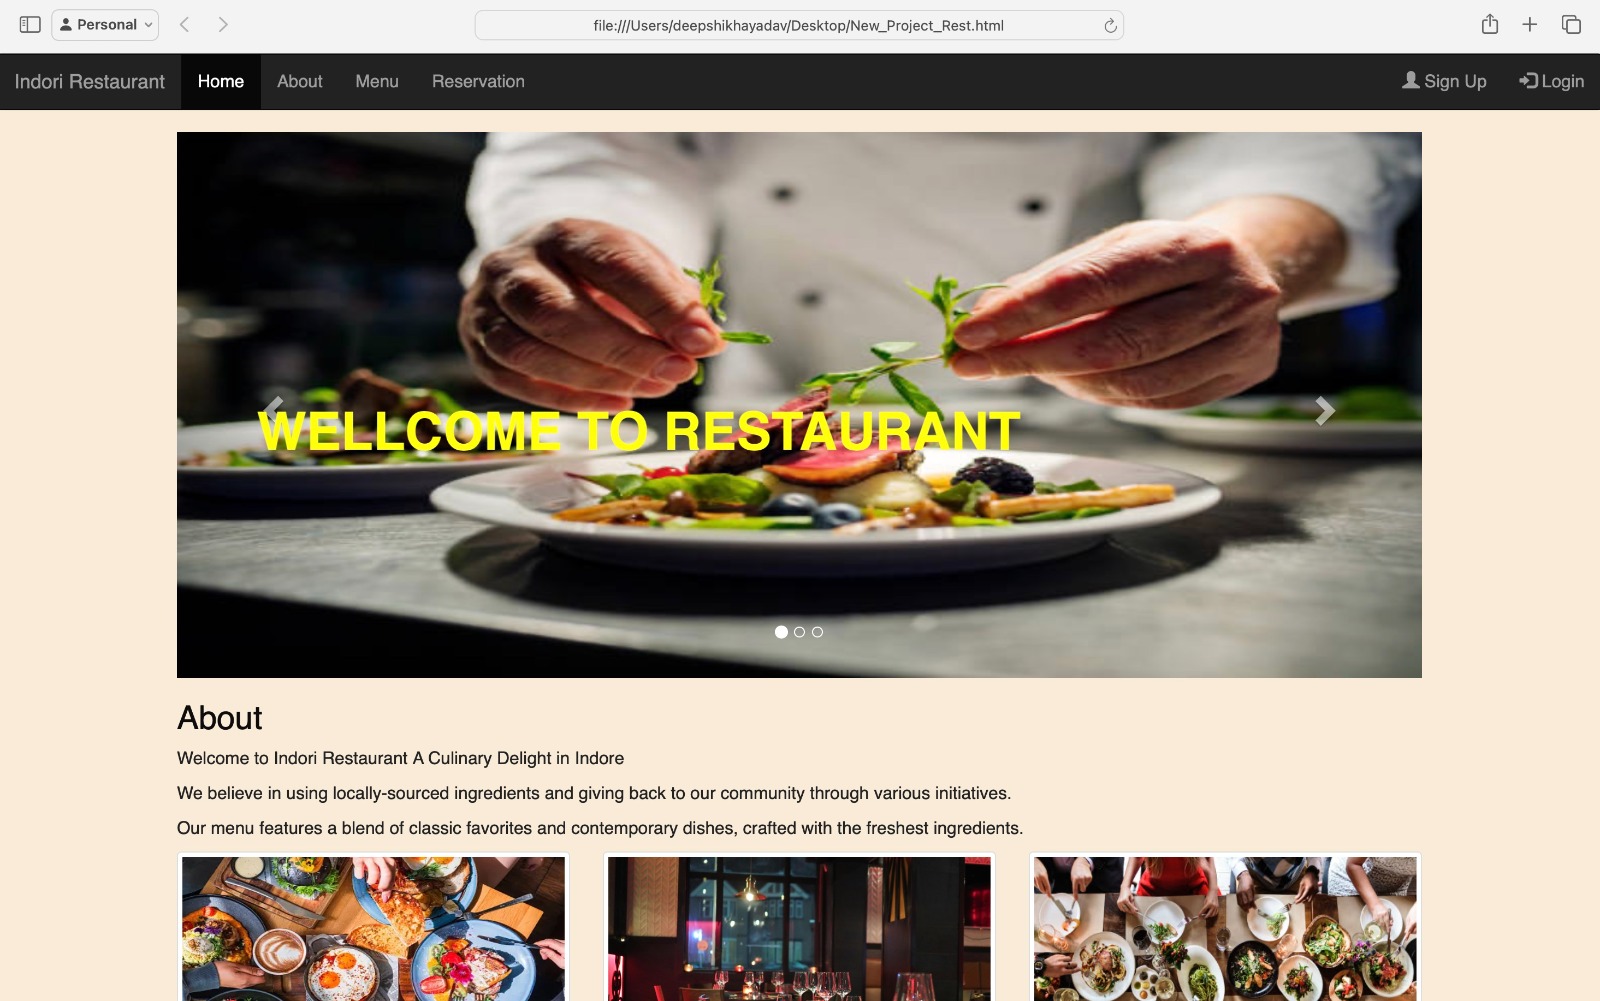 Personal
file:///Users/deepshikhayadav/Desktop/New_Project_Rest.html
Indori Restaurant Home About Menu Reservation Sign Up Login
WELLCOME TO RESTAURANT
About
Welcome to Indori Restaurant A Culinary Delight in Indore
We believe in using locally-sourced ingredients and giving back to our community through various initiatives.
Our menu features a blend of classic favorites and contemporary dishes, crafted with the freshest ingredients.